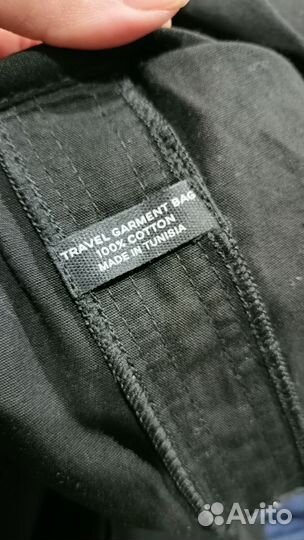 TRAVEL GARMENT BAG
100% COTTON
MADE IN TUNISIA
Avito